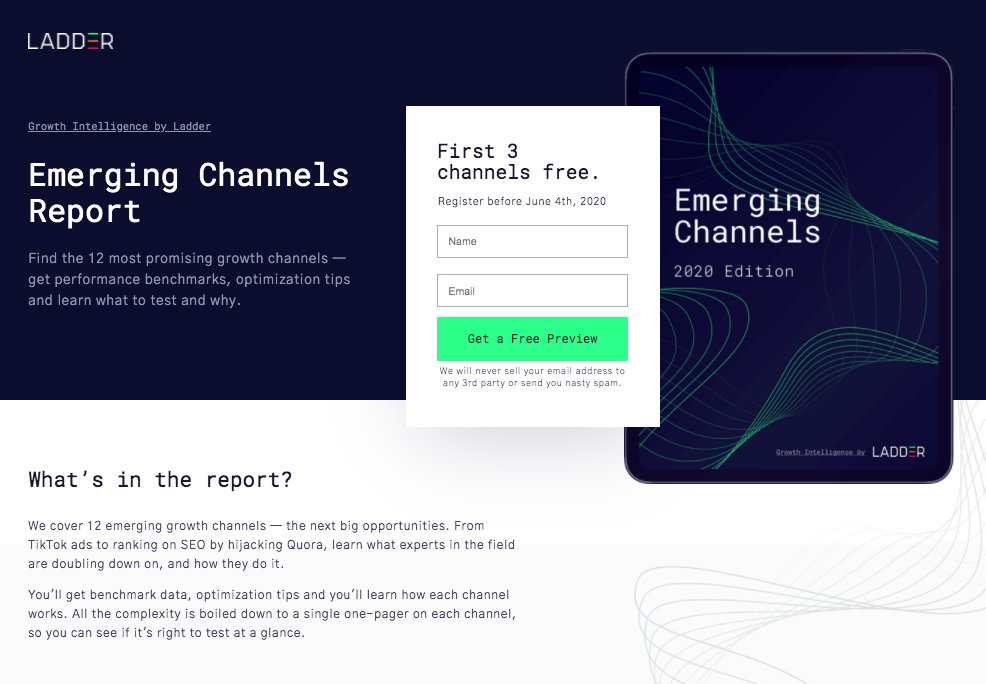 LADDER
Growth Intelligence by Ladder
Emerging Channels
Report
Find the 12 most promising growth channels —
get performance benchmarks, optimization tips
and learn what to test and why.
First 3
channels free.
Register before June 4th, 2020
Name
Email
Get a Free Preview
We will never sell your email address to
any 3rd party or send you nasty spam.
Emerging
Channels
2020 Edition
Growth Intelligence by LADDER
What’s in the report?
We cover 12 emerging growth channels — the next big opportunities. From
TikTok ads to ranking on SEO by hijacking Quora, learn what experts in the field
are doubling down on, and how they do it.
You’ll get benchmark data, optimization tips and you’ll learn how each channel
works. All the complexity is boiled down to a single one-pager on each channel,
so you can see if it’s right to test at a glance.